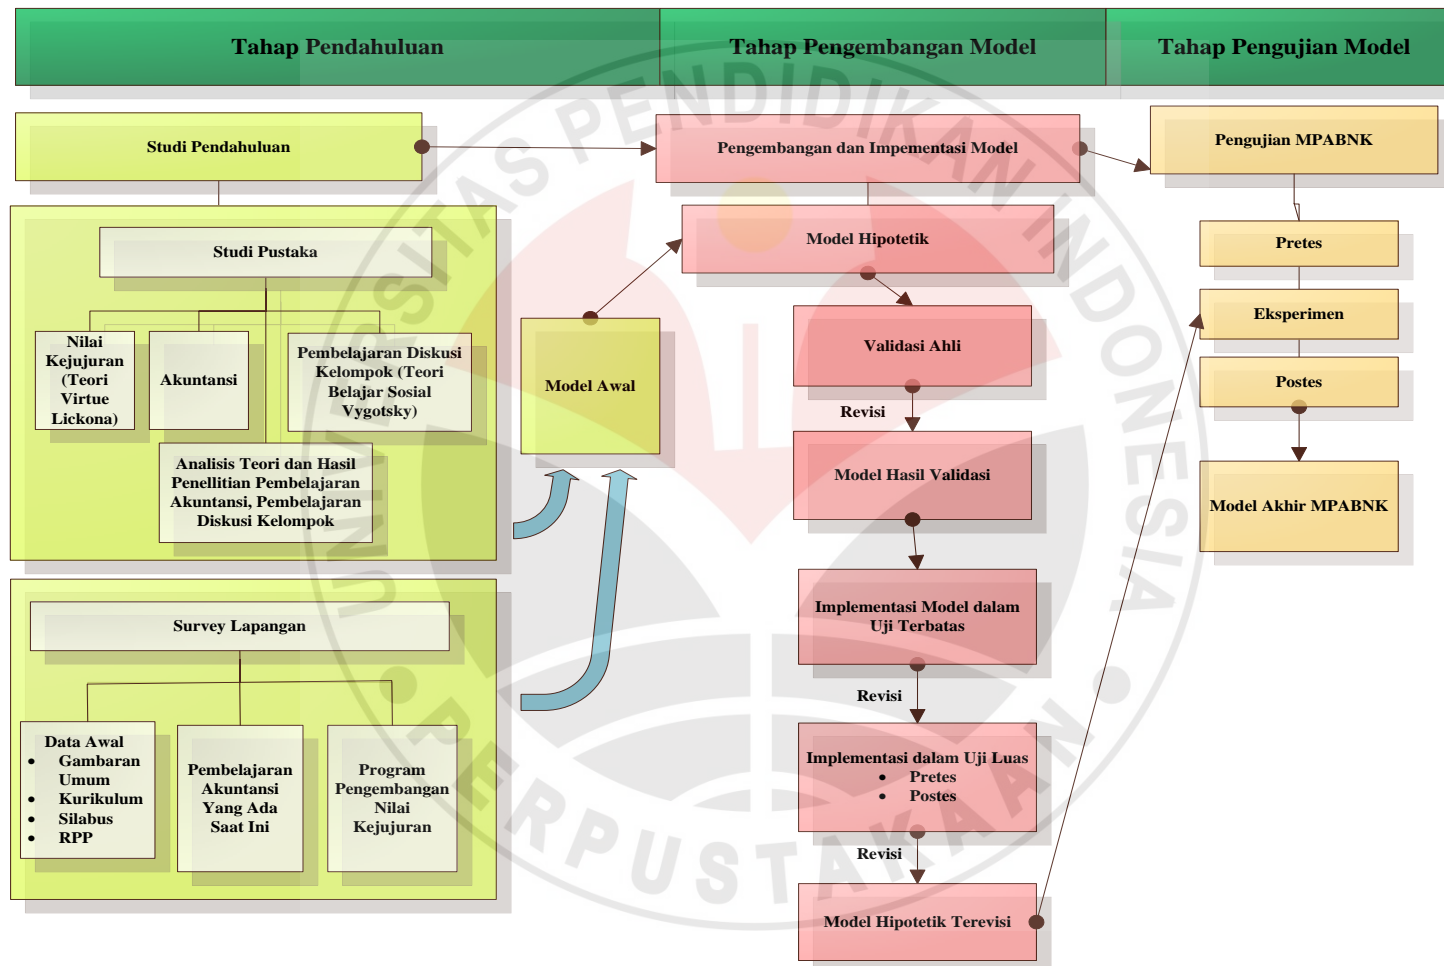 Tahap Pendahuluan
Tahap Pengembangan Model
Tahap Pengujian Model
Studi Pendahuluan
Pengembangan dan Impementasi Model
Pengujian MPABNK
Studi Pustaka
Nilai
Kejujuran
(Teori
Virtue
Lickona)
Akuntansi
Pembelajaran Diskusi
Kelompok (Teori
Belajar Sosial
Vygotsky)
Analisis Teori dan Hasil
Penellitian Pembelajaran
Akuntansi, Pembelajaran
Diskusi Kelompok
Survey Lapangan
Data Awal
• Gambaran
Umum
• Kurikulum
• Silabus
• RPP
Pembelajaran
Akuntansi
Yang Ada
Saat Ini
Program
Pengembangan
Nilai
Kejujuran
Model Awal
Model Hipotetik
Validasi Ahli
Revisi
Model Hasil Validasi
Implementasi Model dalam
Uji Terbatas
Revisi
Implementasi dalam Uji Luas
• Pretes
• Postes
Revisi
Model Hipotetik Terevisi
Pretes
Eksperimen
Postes
Model Akhir MPABNK
UNIVERSITAS PENDIDIKAN INDONESIA
PERPUSTAKAAN